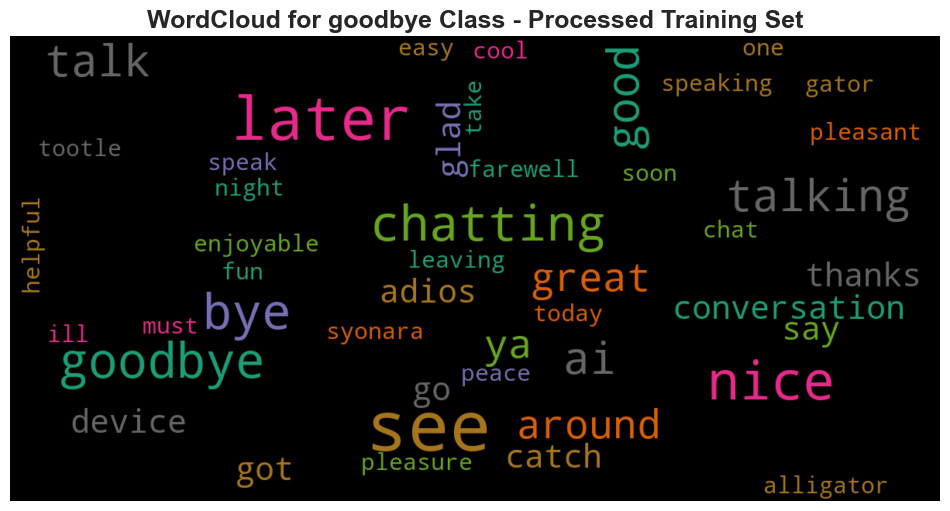 WordCloud for goodbye Class - Processed Training Set
talk
easy
cool
good
one
later
glad
take
speaking
gator
pleasant
tootle
speak
night
farewell
soon
talking
helpful
chatting
chat
enjoyable
fun
leaving
great
thanks
adios
conversation
bye
today
say
ill
must
syonara
ya
ai
goodbye
peace
nice
go
device
see
around
catch
got
pleasure
alligator